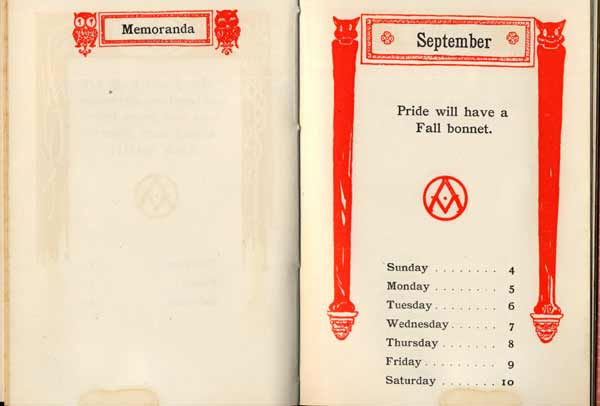 Memoranda
September
Pride will have a
Fall bonnet.
Sunday ........ 4
Monday ........ 5
Tuesday ........ 6
Wednesday ...... 7
Thursday ....... 8
Friday ......... 9
Saturday ....... 10